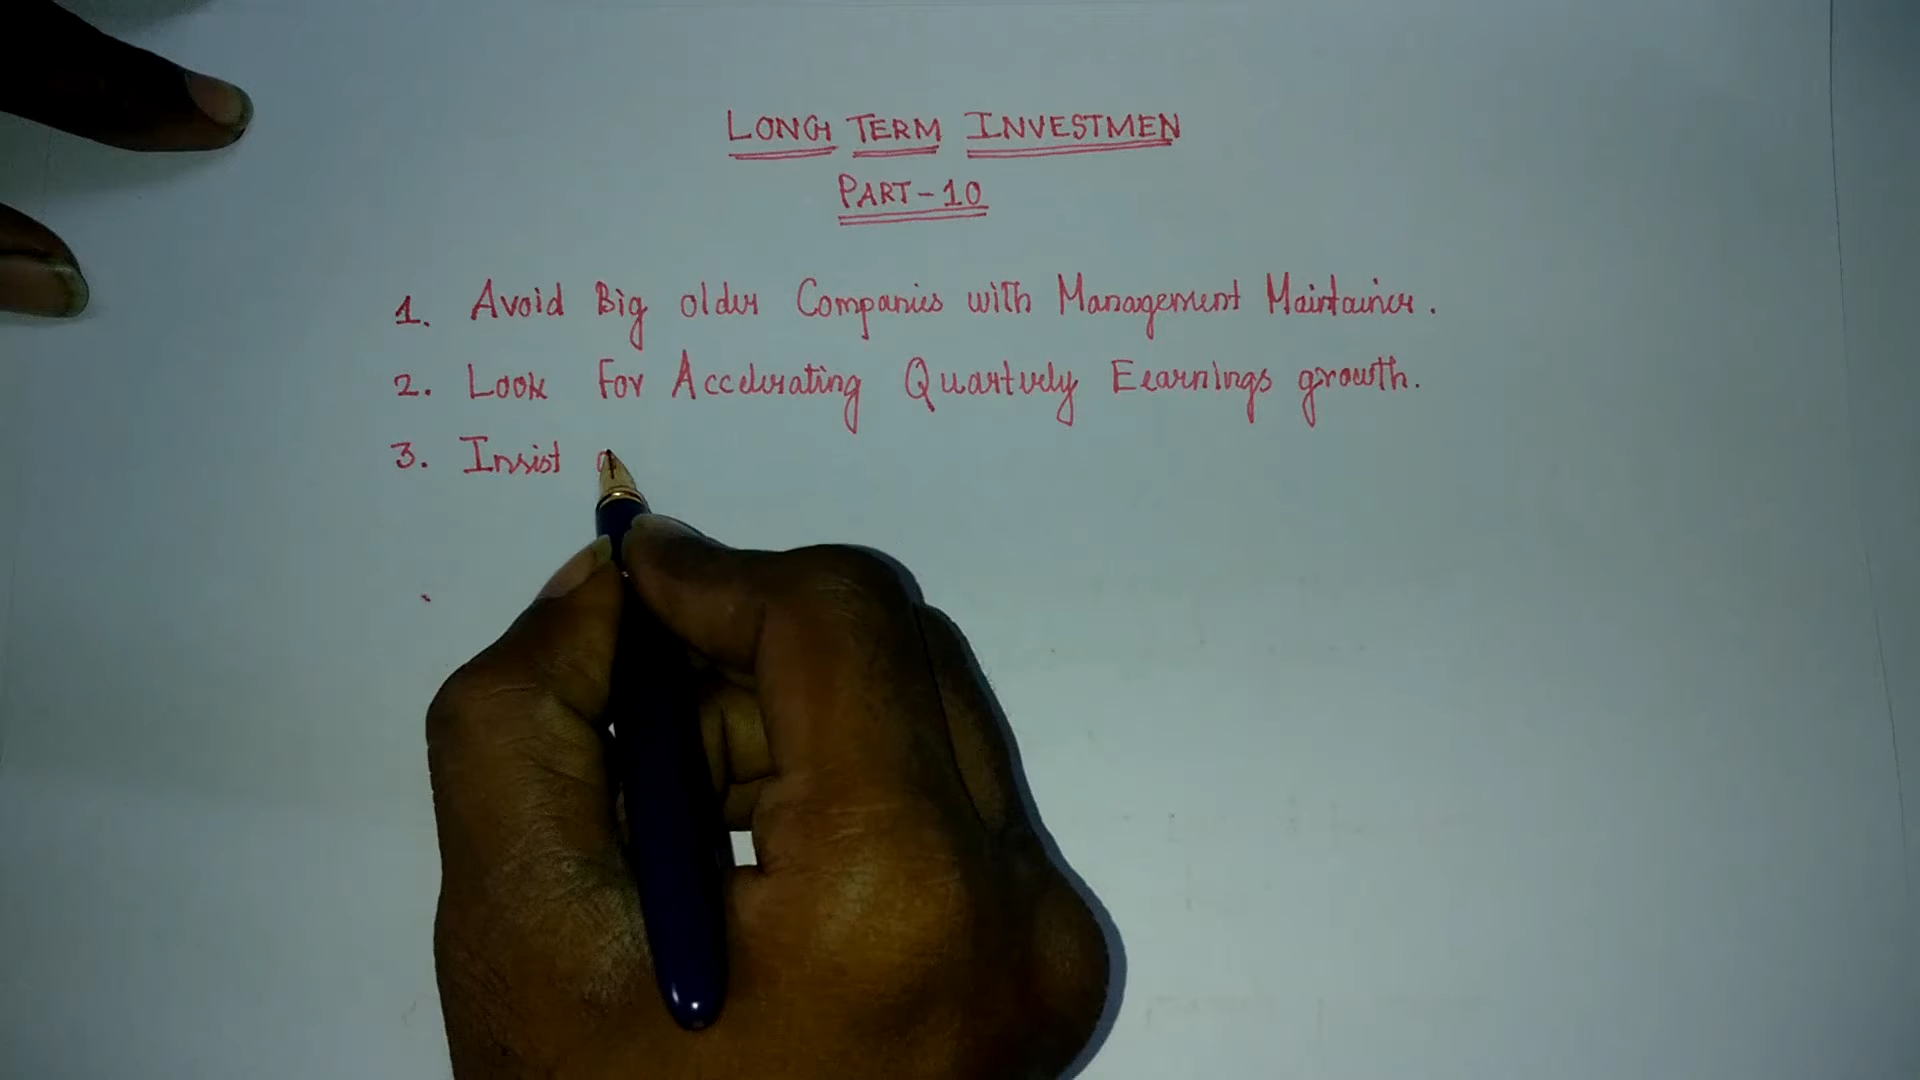 LONG TERM INVESTMEN
PART-10
1. Avoid Big older Companies with Management Maintainer.
2. Look For Accelerating Quarterly Eearnings growth.
3. Insist